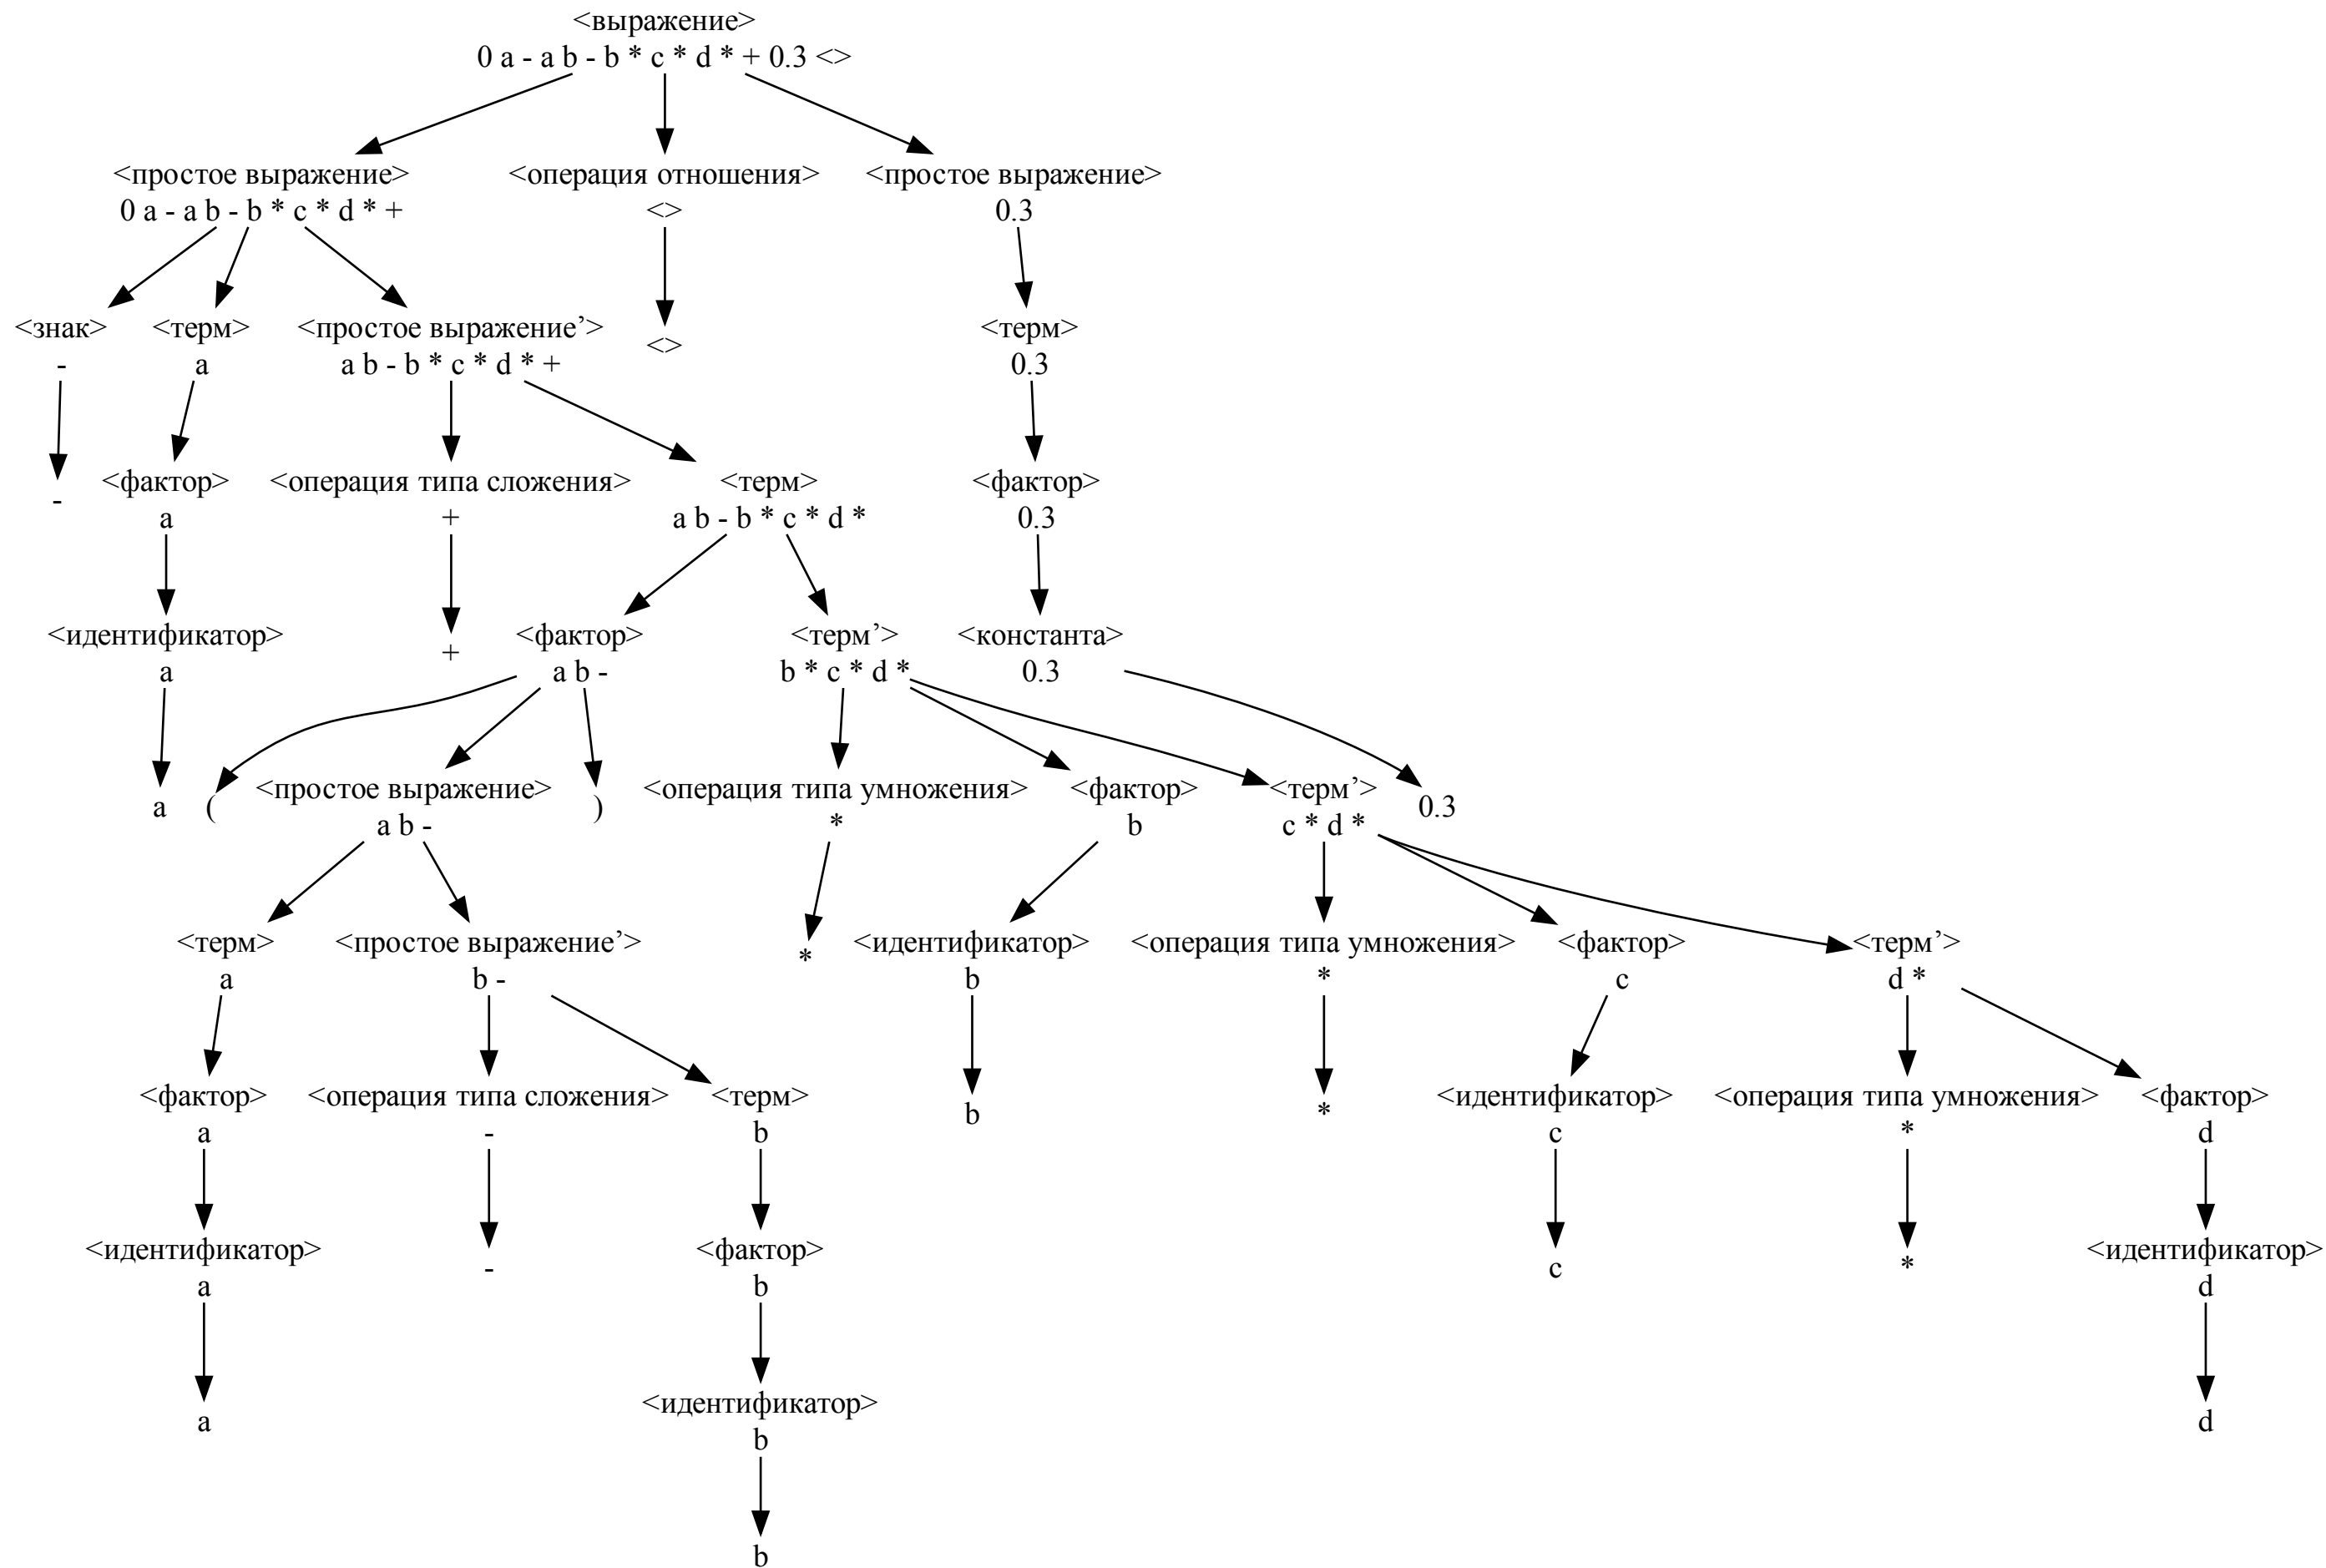 <выражение>
0 a - a b - b * c * d * + 0.3 <>
<простое выражение>
0 a - a b - b * c * d * +
<операция отношения>
<>
<простое выражение>
0.3
<знак>
-
<терм>
a
<простое выражение’>
a b - b * c * d * +
<>
<терм>
0.3
-
<фактор>
a
<операция типа сложения>
+
<терм>
a b - b * c * d *
<фактор>
0.3
<идентификатор>
a
+
<фактор>
a b -
<терм’>
b * c * d *
<константа>
0.3
a
(
<простое выражение>
a b -
)
<операция типа умножения>
*
<фактор>
b
<терм’>
c * d *
0.3
<терм>
a
<простое выражение’>
b -
*
<идентификатор>
b
<операция типа умножения>
*
<фактор>
c
<терм’>
d *
<фактор>
a
<операция типа сложения>
-
<терм>
b
b
*
<идентификатор>
c
<операция типа умножения>
*
<фактор>
d
<идентификатор>
a
-
<фактор>
b
c
*
<идентификатор>
d
a
<идентификатор>
b
d
b